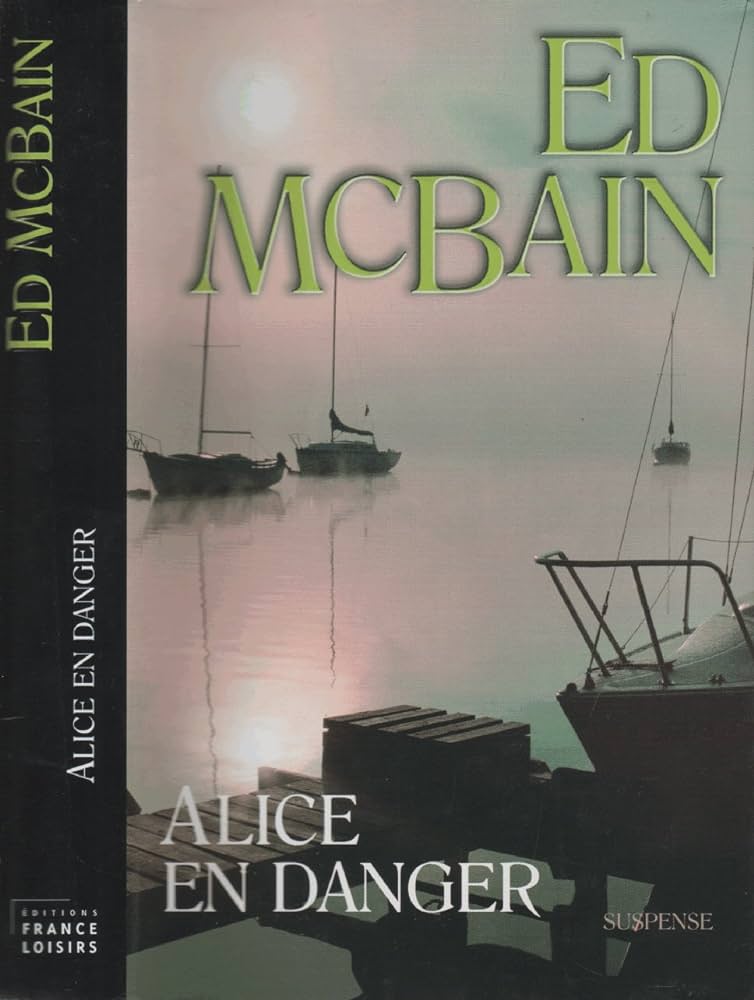 ED MCBAIN
ALICE EN DANGER
ÉDITIONS
FRANCE
LOISIRS
ED
MCBAIN
ALICE
EN DANGER
SUSPENSE